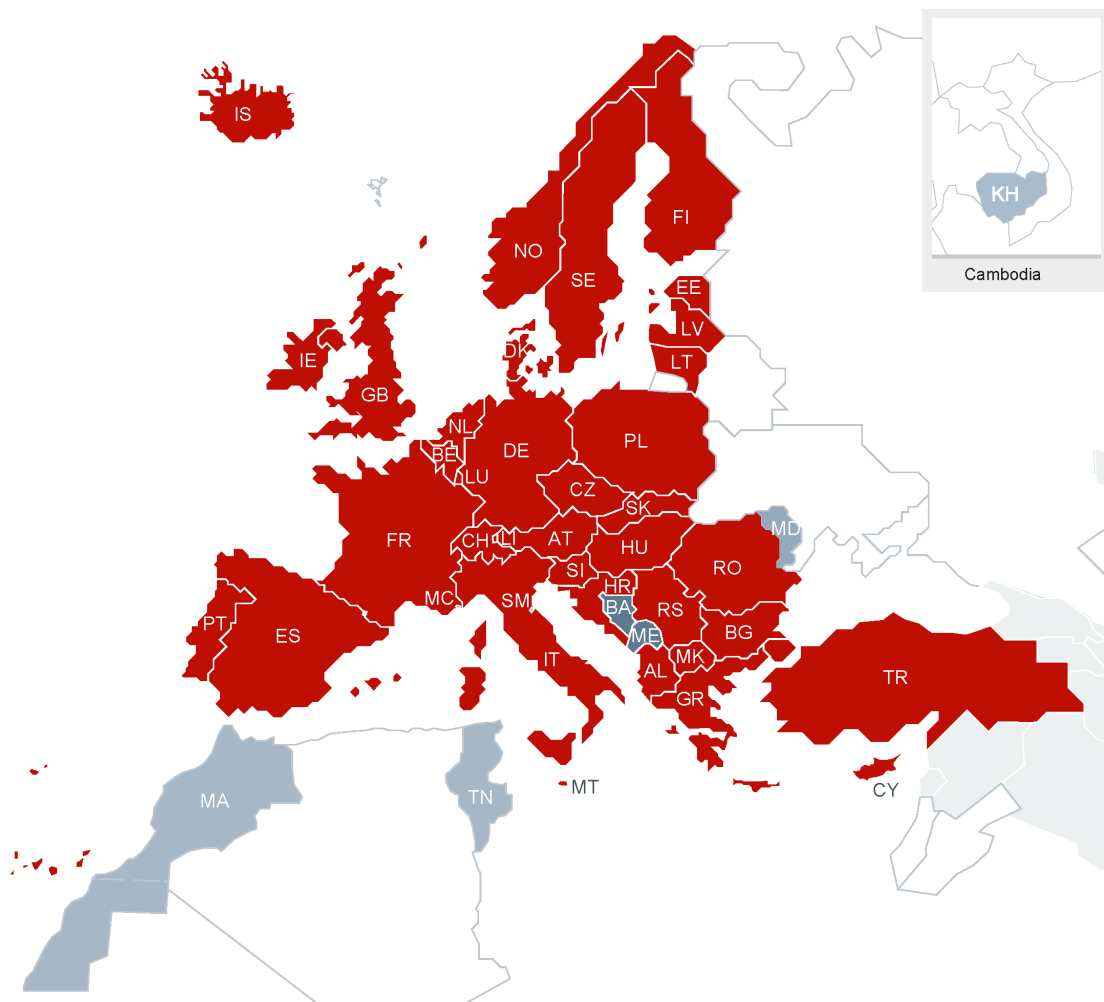 IS
KH
Cambodia
NO
SE
FI
EE
LV
LT
DK
IE
GB
NL
BE
LU
DE
PL
CZ
SK
FR
CH
LI
AT
HU
SI
HR
MD
RO
MC
SM
BA
RS
ME
BG
PT
ES
IT
AL
MK
GR
TR
MT
CY
MA
TN